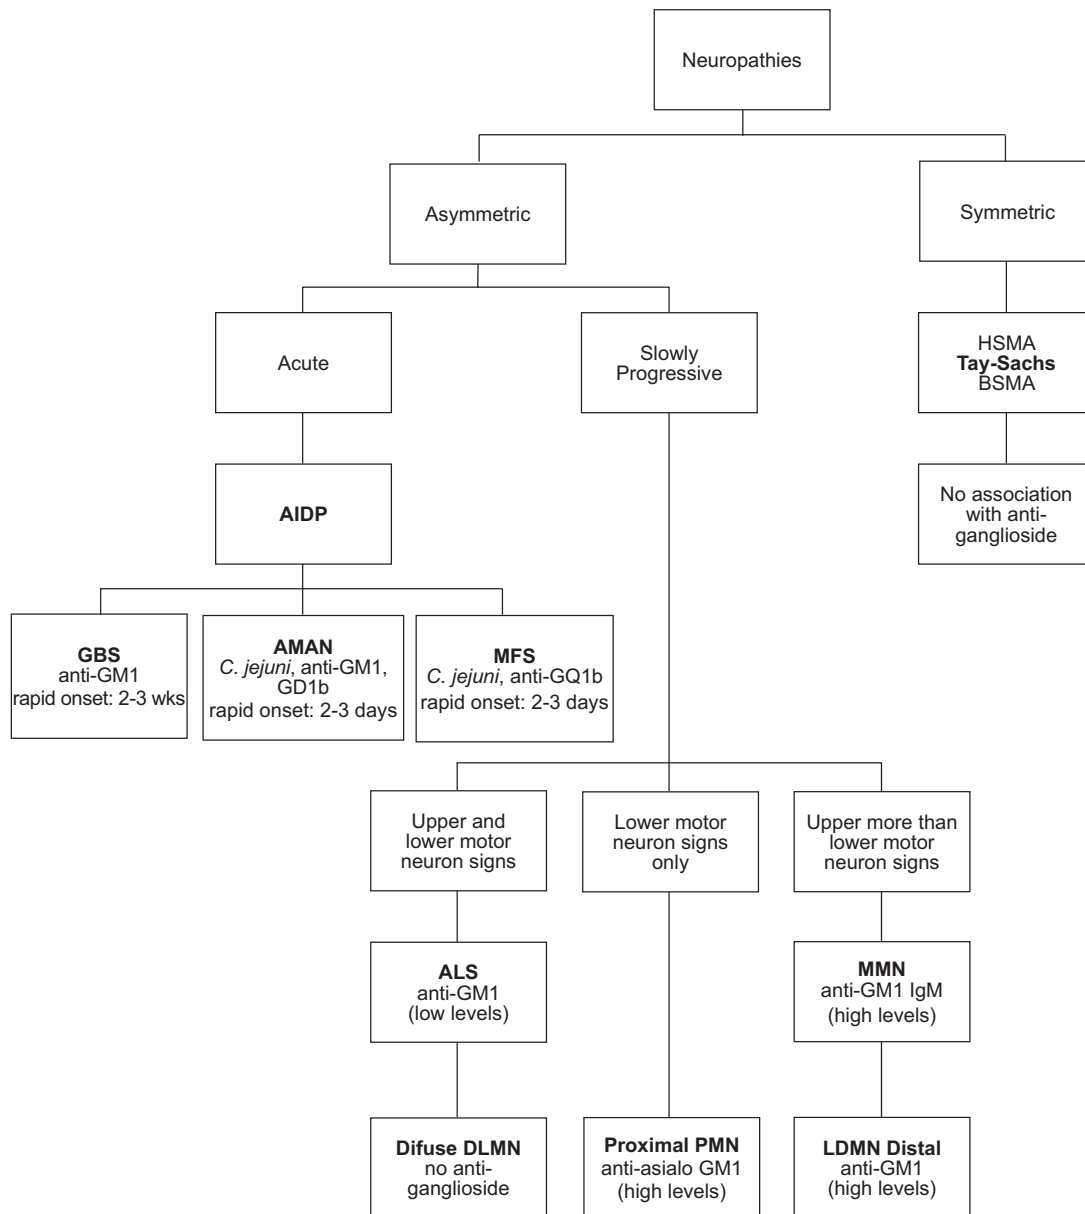 Neuropathies
Asymmetric
Symmetric
Acute
Slowly
Progressive
HSMA
Tay-Sachs
BSMA
AIDP
No association
with anti-
ganglioside
GBS
anti-GM1
rapid onset: 2-3 wks
AMAN
C. jejuni, anti-GM1,
GD1b
rapid onset: 2-3 days
MFS
C. jejuni, anti-GQ1b
rapid onset: 2-3 days
Upper and
lower motor
neuron signs
Lower motor
neuron signs
only
Upper more than
lower motor
neuron signs
ALS
anti-GM1
(low levels)
MMN
anti-GM1 IgM
(high levels)
Difuse DLMN
no anti-
ganglioside
Proximal PMN
anti-asialo GM1
(high levels)
LDMN Distal
anti-GM1
(high levels)